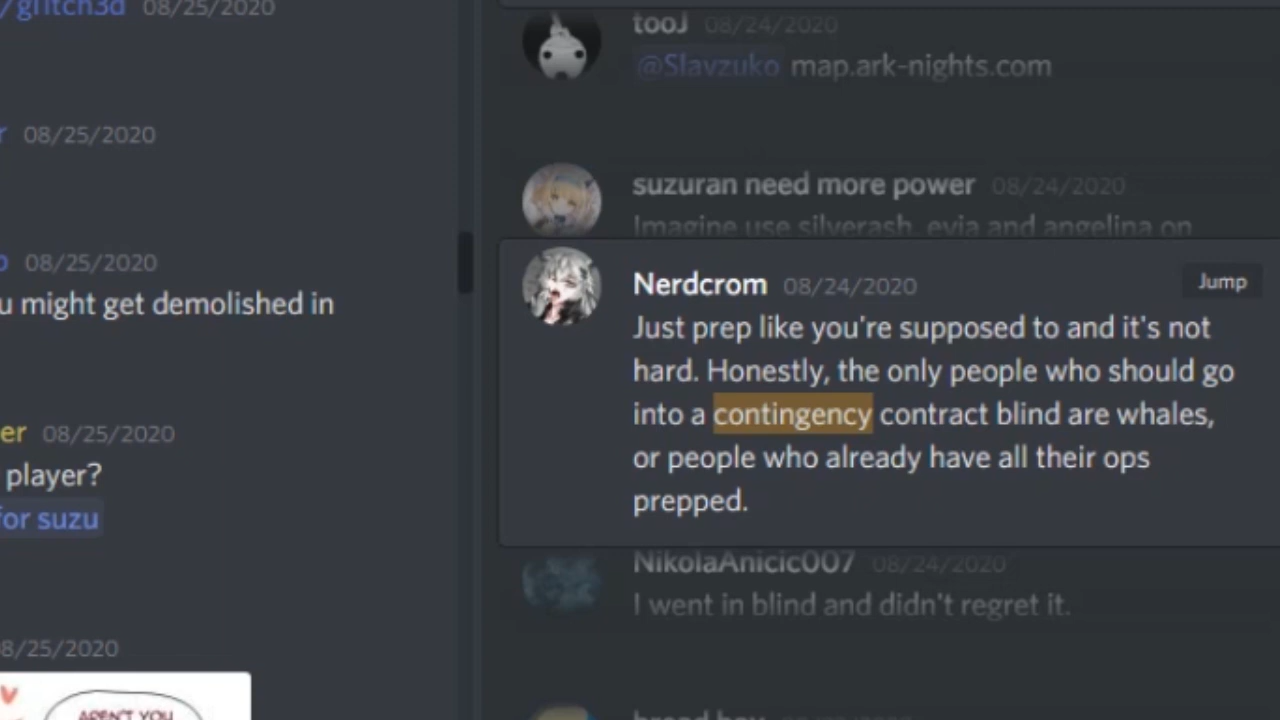 /glitch3d 08/25/2020
r 08/25/2020
o 08/25/2020
u might get demolished in
er 08/25/2020
player?
for suzu
8/25/2020
AREN'T YOU
tooJ 08/24/2020
@Slavzuko map.ark-nights.com
suzuran need more power 08/24/2020
Imagine use silverash, eyja and angelina on
Nerdcrom 08/24/2020
Jump
Just prep like you're supposed to and it's not
hard. Honestly, the only people who should go
into a contingency contract blind are whales,
or people who already have all their ops
prepped.
NikolaAnicic007 08/24/2020
I went in blind and didn't regret it.